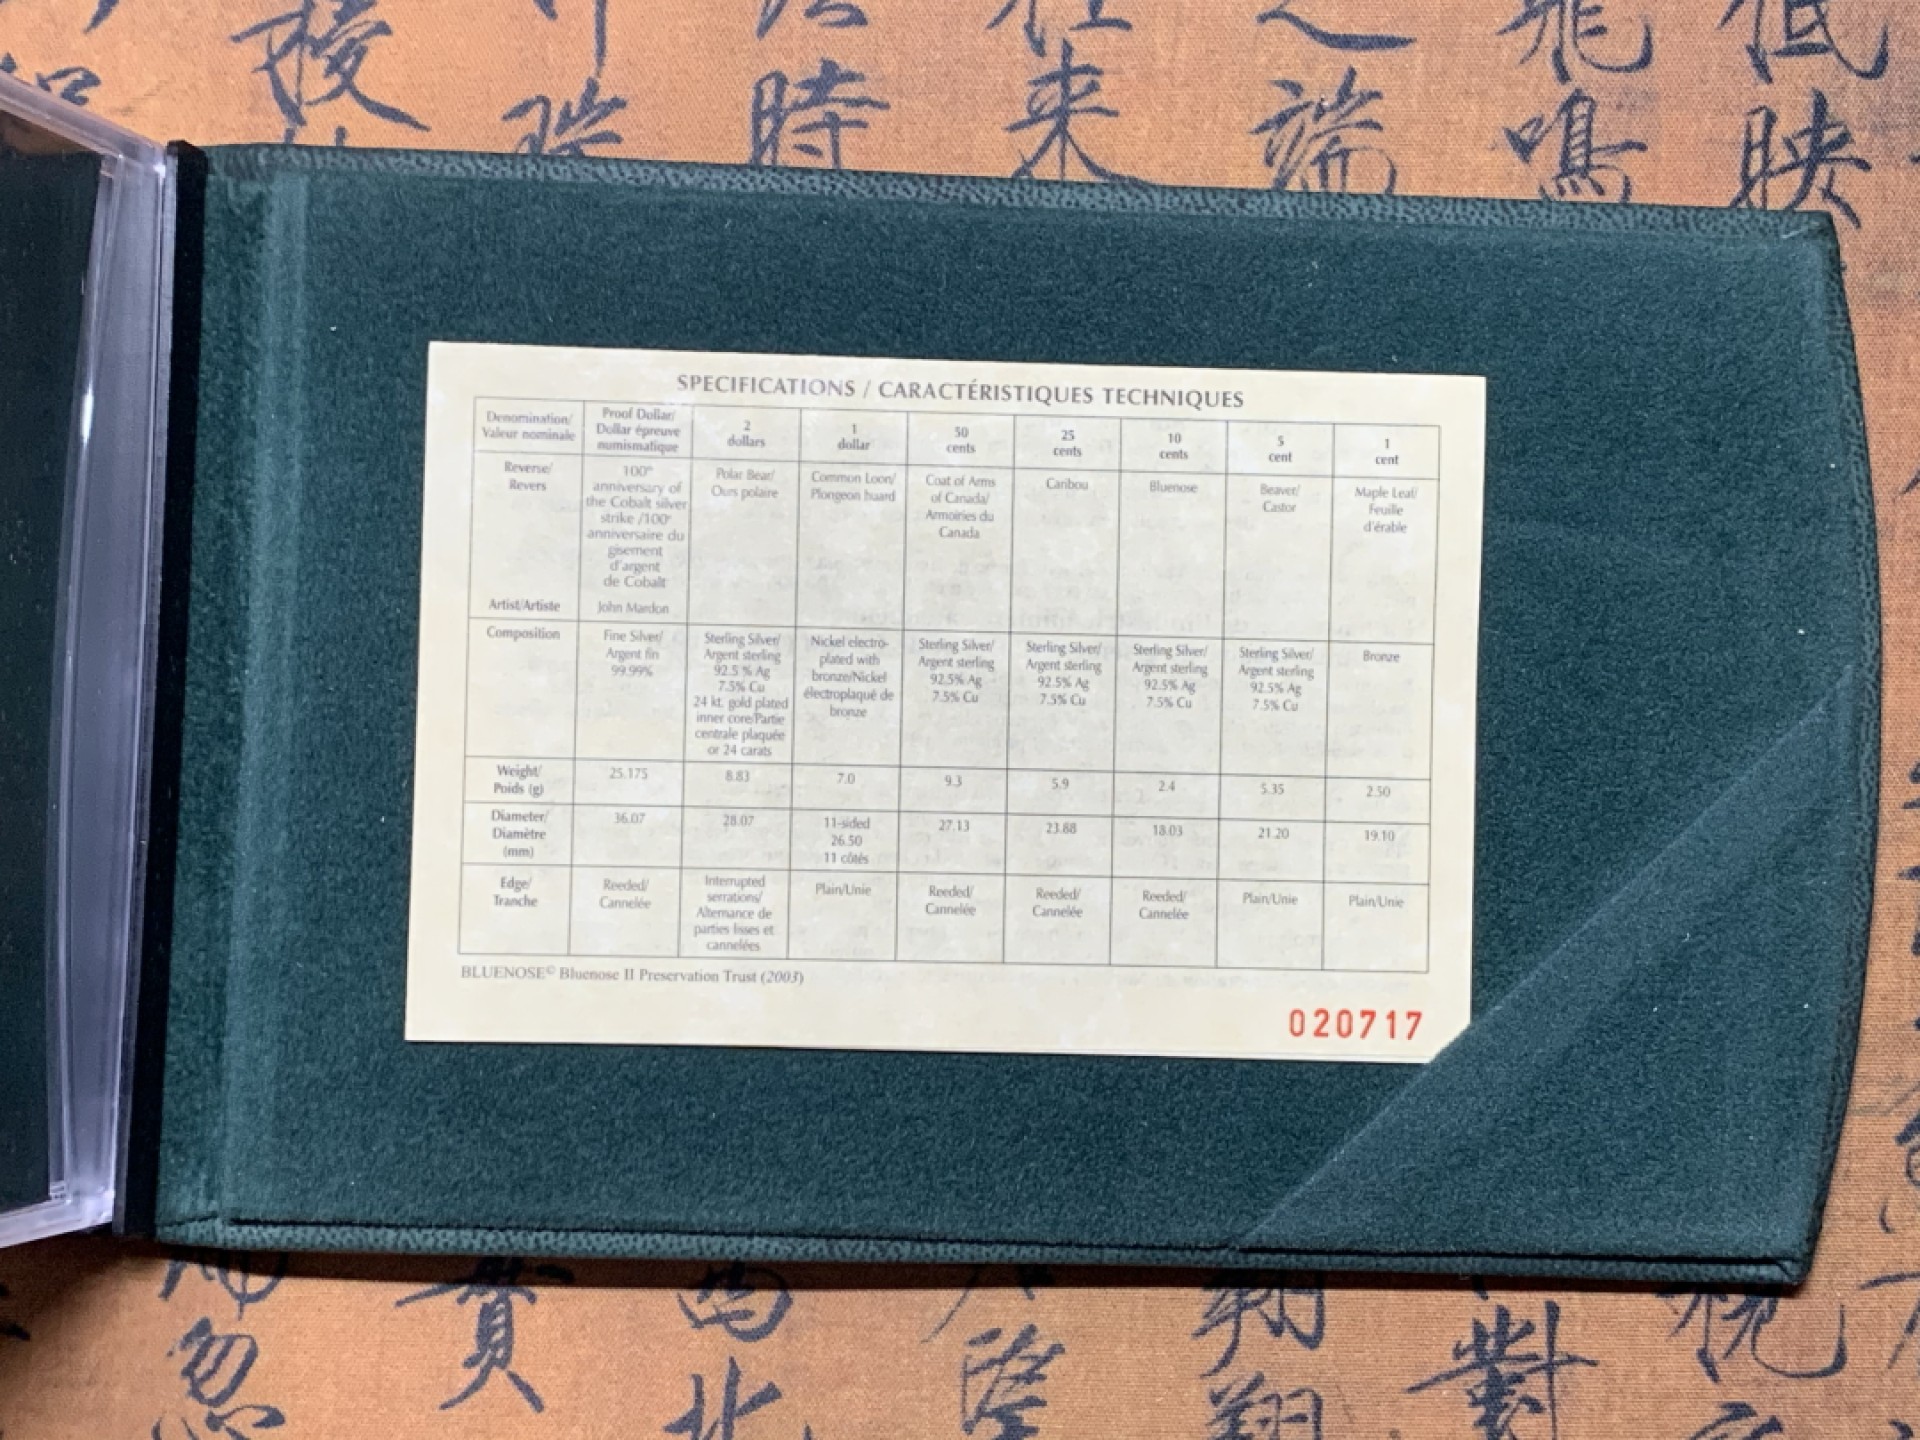 SPECIFICATIONS / CARACTÉRISTIQUES TECHNIQUES
Denomination/ Valeur nominale
Proof Dollar/ Dollar épreuve numismatique
2 dollars
1 dollar
50 cents
25 cents
10 cents
5 cent
1 cent
Reverse/ Revers
100th anniversary of the Cobalt silver strike /100e anniversaire du gisement d'argent de Cobalt
Polar Bear/ Ours polaire
Common Loon/ Plongeon huard
Coat of Arms of Canada/ Armoiries du Canada
Caribou
Bluenose
Beaver/ Castor
Maple Leaf/ Feuille d'érable
Artist/Artiste
John Mardon
Composition
Fine Silver/ Argent fin 99.99%
Sterling Silver/ Argent sterling 92.5 % Ag 7.5% Cu 24 kt. gold plated inner core/Partie centrale plaquée or 24 carats
Nickel electro-plated with bronze/Nickel électroplaqué de bronze
Sterling Silver/ Argent sterling 92.5% Ag 7.5% Cu
Sterling Silver/ Argent sterling 92.5% Ag 7.5% Cu
Sterling Silver/ Argent sterling 92.5% Ag 7.5% Cu
Sterling Silver/ Argent sterling 92.5% Ag 7.5% Cu
Bronze
Weight/ Poids (g)
25.175
8.83
7.0
9.3
5.9
2.4
5.35
2.50
Diameter/ Diamètre (mm)
36.07
28.07
11-sided 26.50 11 côtés
27.13
23.88
18.03
21.20
19.10
Edge/ Tranche
Reeded/ Cannelée
Interrupted serrations/ Alternance de parties lisses et cannelées
Plain/Unie
Reeded/ Cannelée
Reeded/ Cannelée
Reeded/ Cannelée
Plain/Unie
Plain/Unie
BLUENOSE© Bluenose II Preservation Trust (2003)
020717
時
來
端
鳴
映
忽
北
翔
對